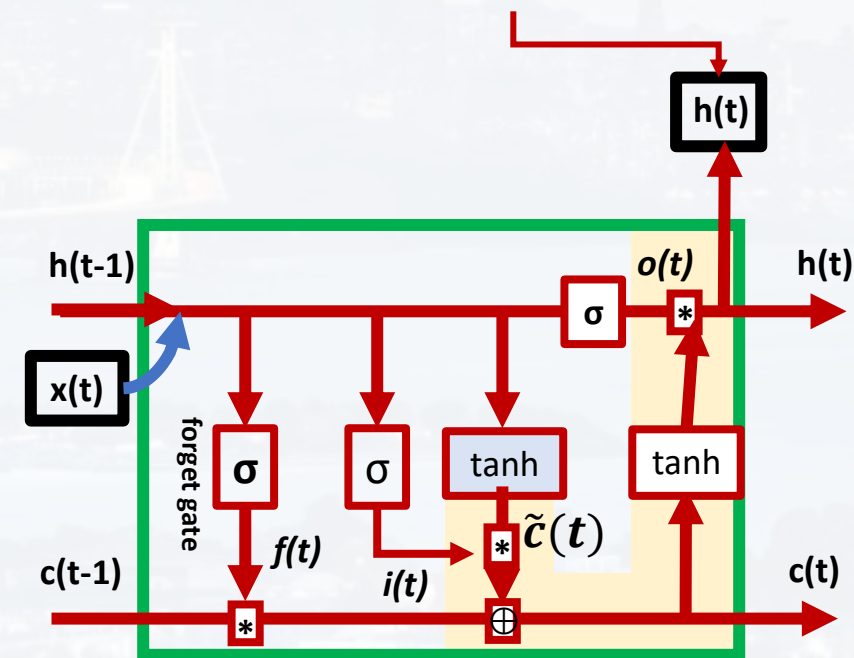 h(t)
h(t-1)
o(t)
h(t)
σ
*
x(t)
forget gate
σ
σ
tanh
tanh
f(t)
i(t)
*
c̃(t)
c(t-1)
c(t)
*
⊕